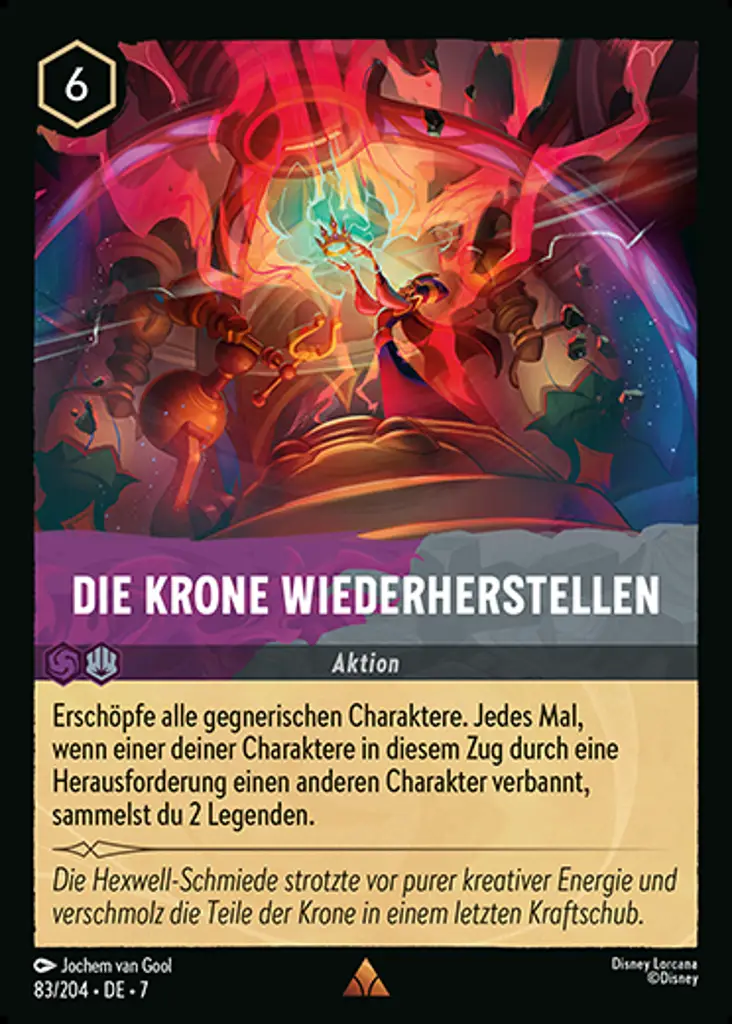 6
DIE KRONE WIEDERHERSTELLEN
Aktion
Erschöpfe alle gegnerischen Charaktere. Jedes Mal,
wenn einer deiner Charaktere in diesem Zug durch eine
Herausforderung einen anderen Charakter verbannt,
sammelst du 2 Legenden.
Die Hexwell-Schmiede strotzte vor purer kreativer Energie und
verschmolz die Teile der Krone in einem letzten Kraftschub.
Jochem van Gool
Disney Lorcana
83/204 • DE • 7
©Disney